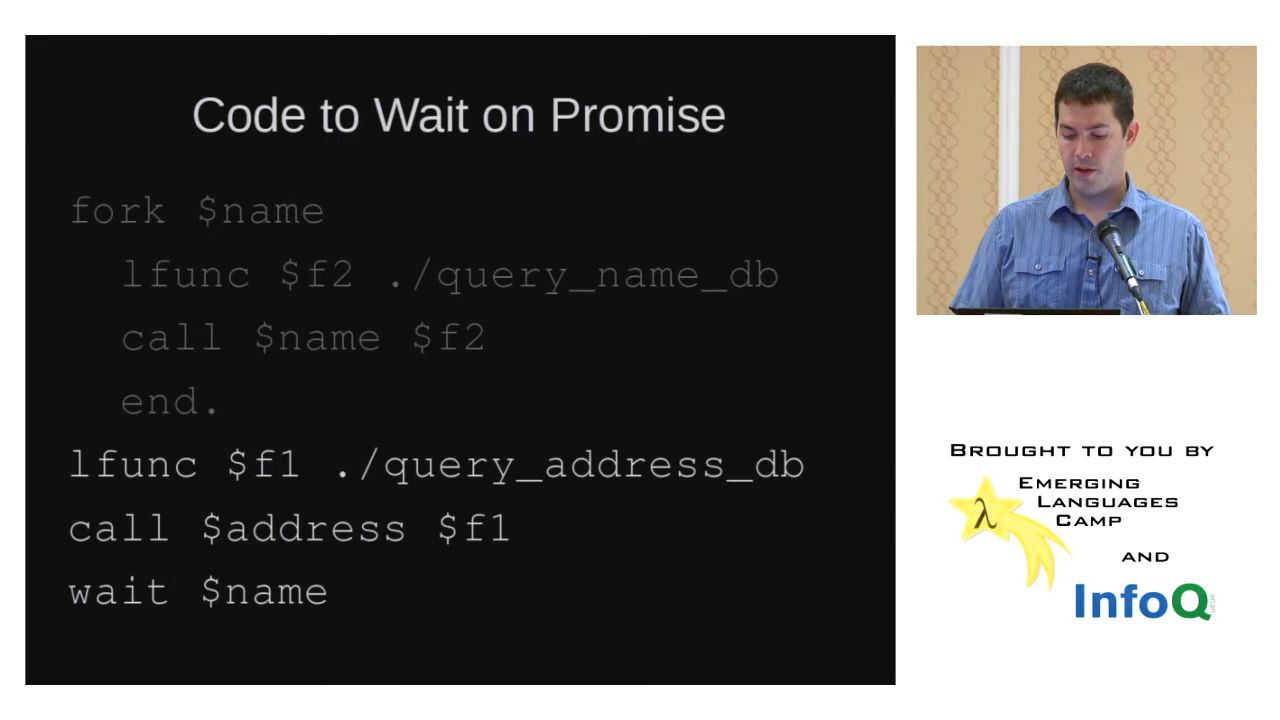 Code to Wait on Promise
fork $name
lfunc $f2 ./query_name_db
call $name $f2
end.
lfunc $f1 ./query_address_db
call $address $f1
wait $name
BROUGHT TO YOU BY
EMERGING
LANGUAGES
CAMP
λ
AND
InfoQ
ueue